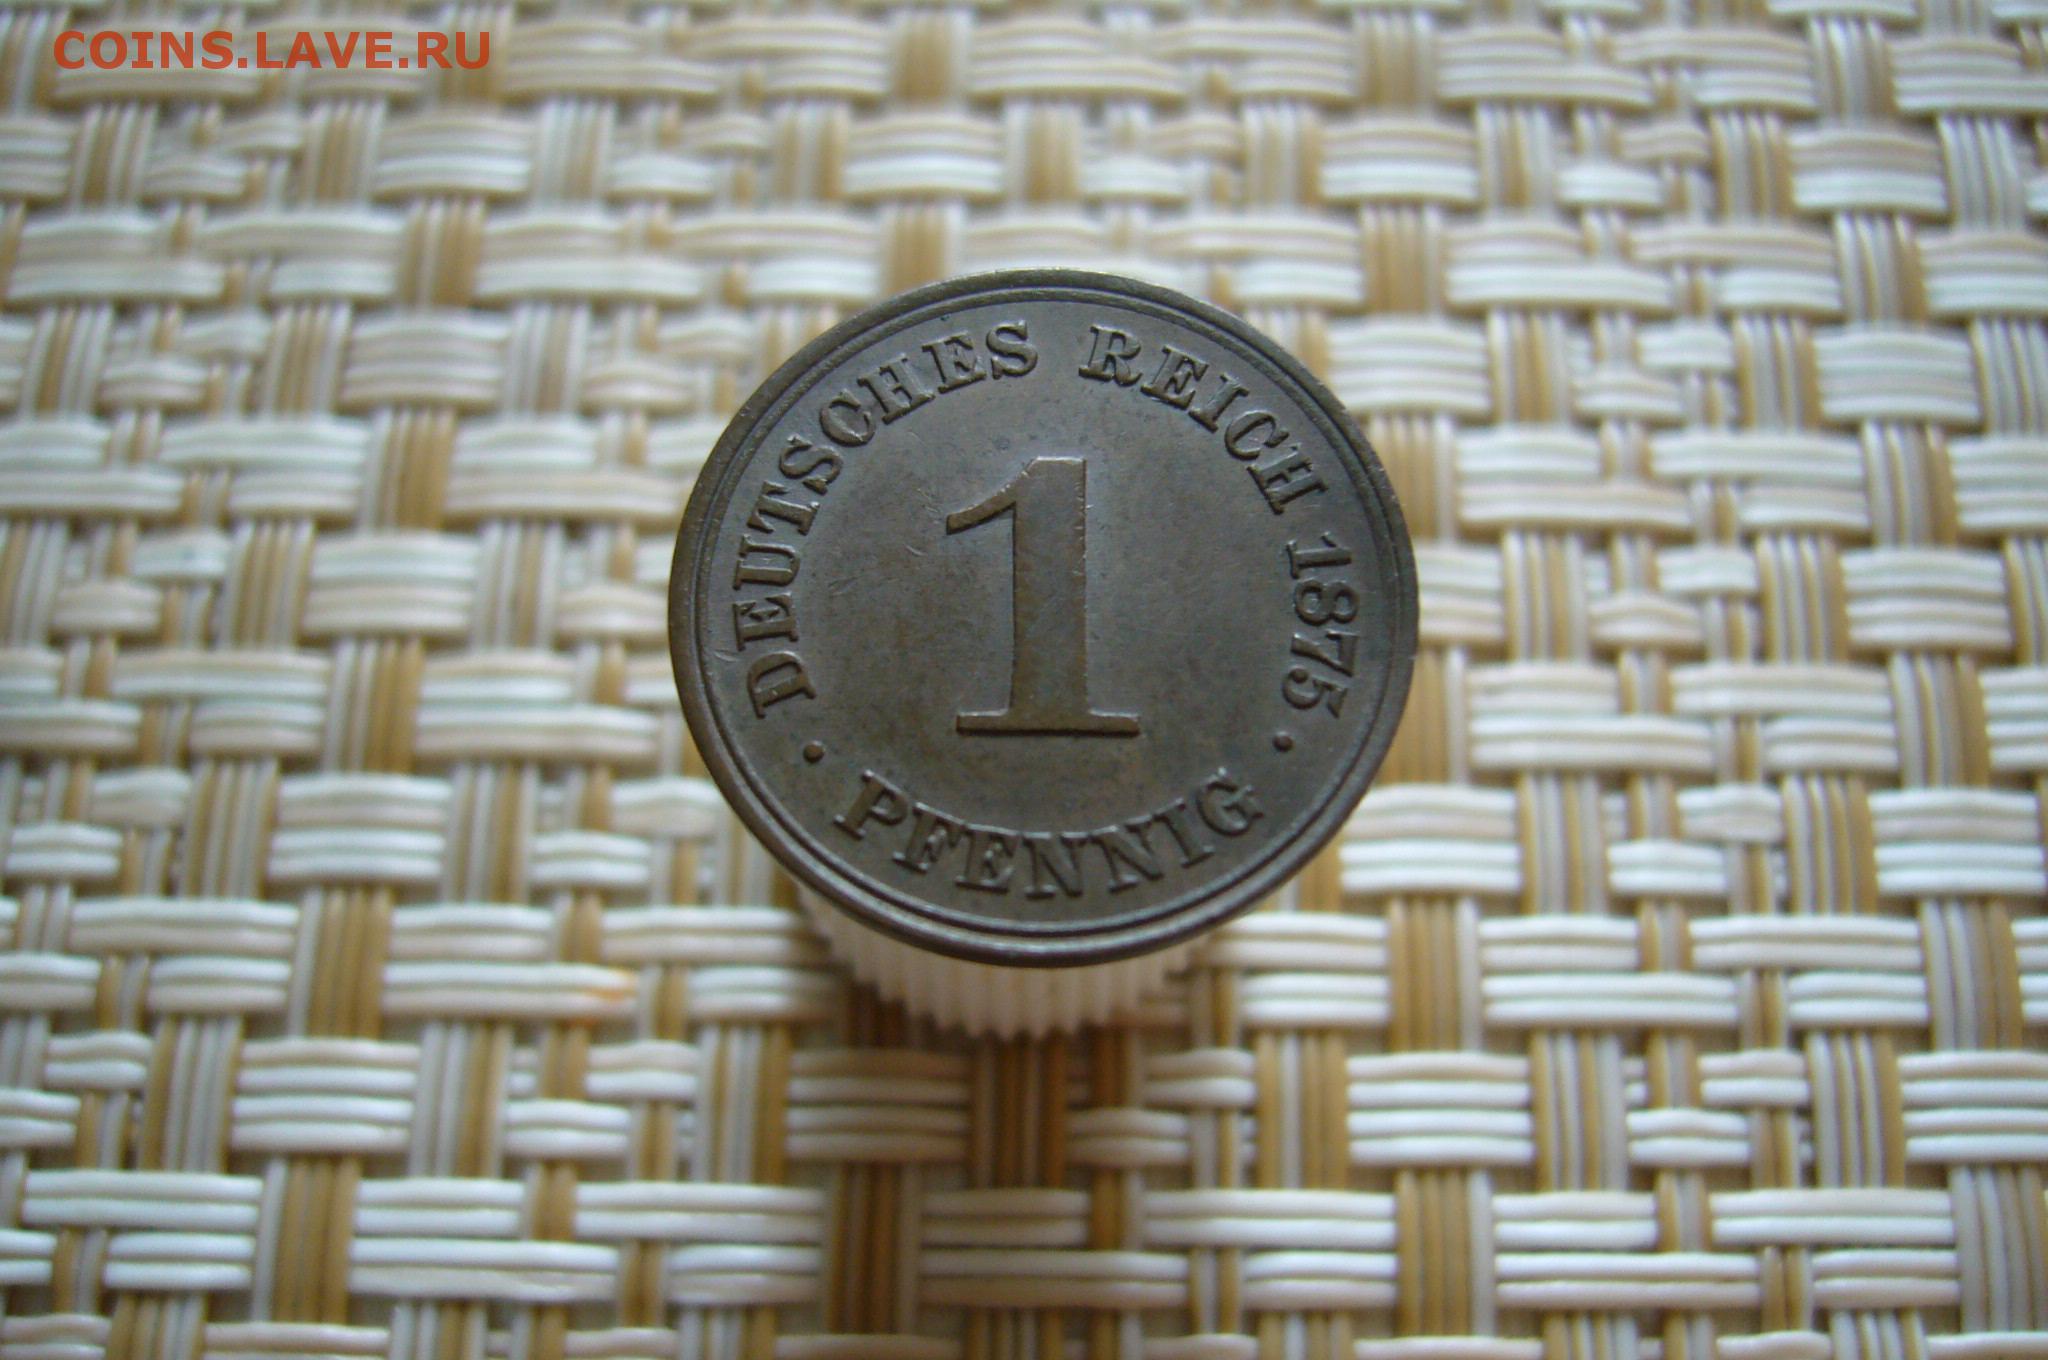 COINS.LAVE.RU
DEUTSCHES REICH 1875
1
• PFENNIG •